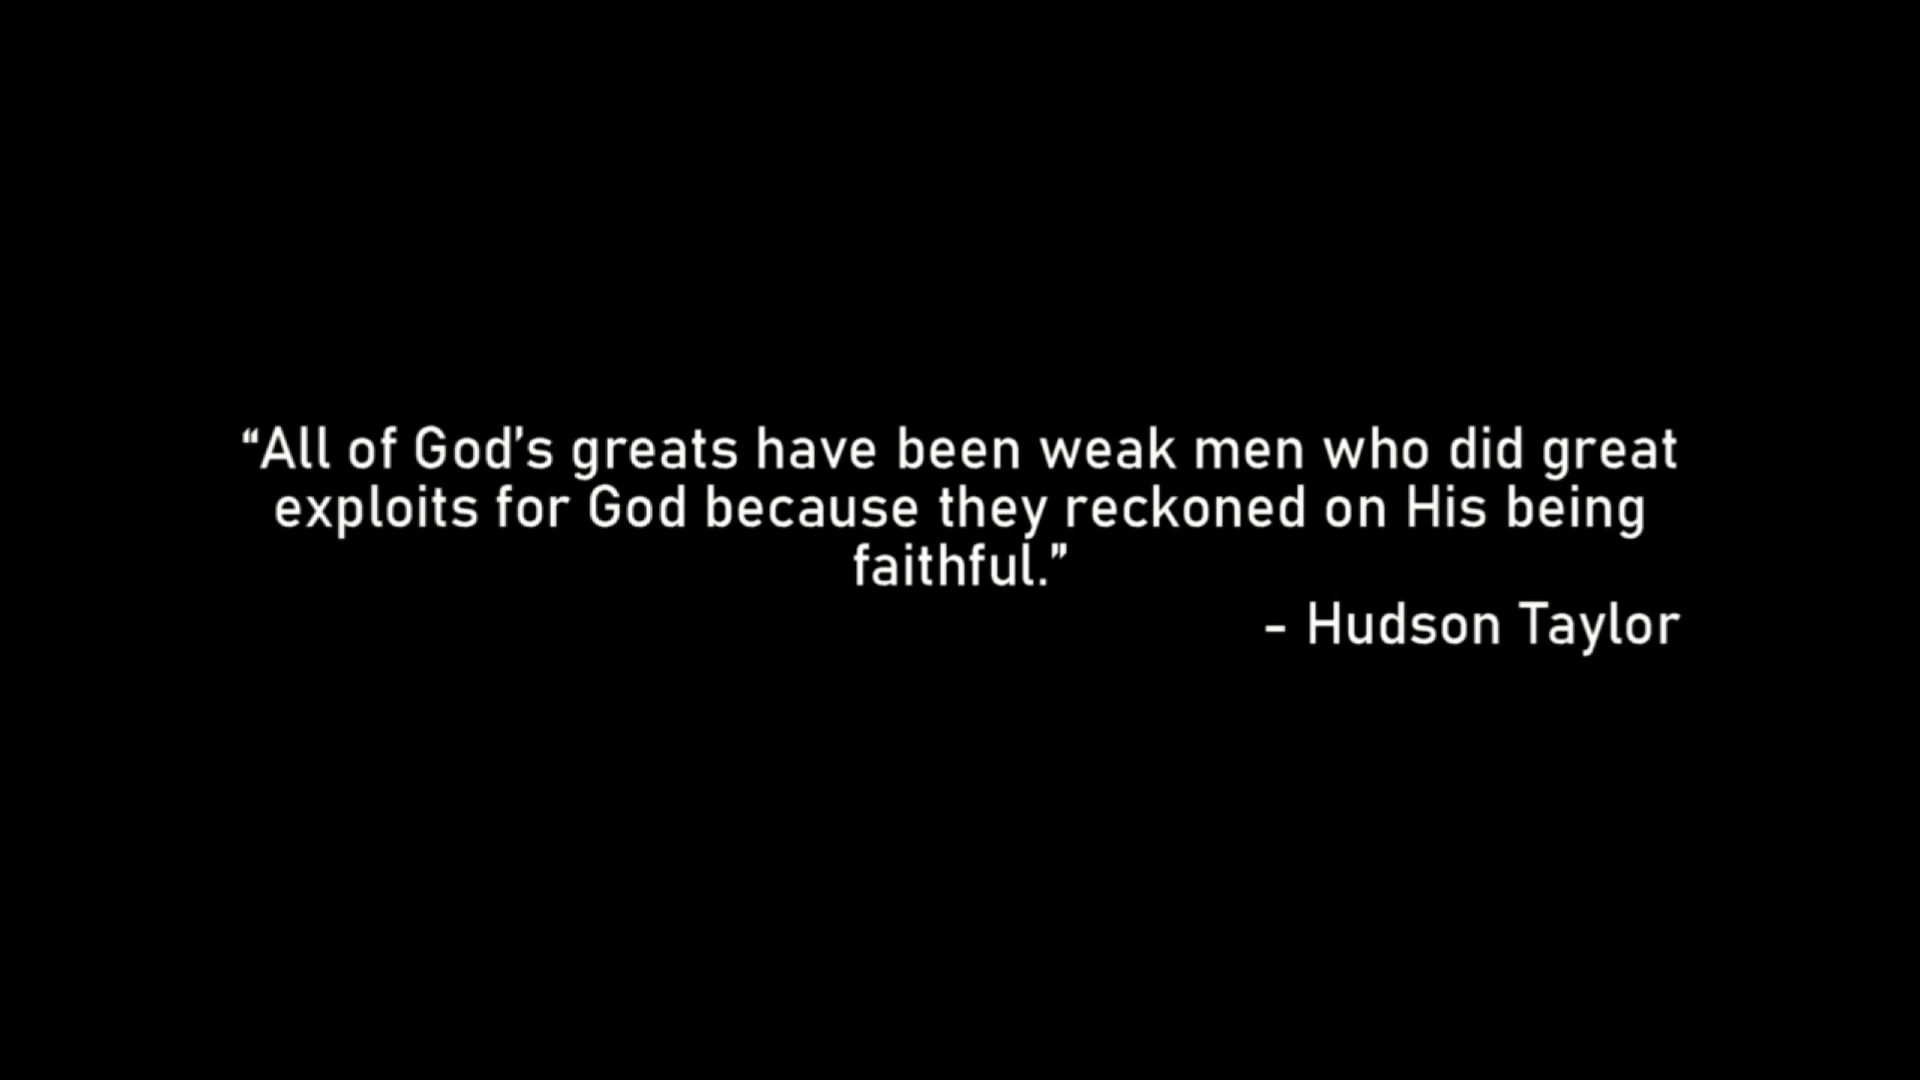 “All of God’s greats have been weak men who did great
exploits for God because they reckoned on His being
faithful.”
- Hudson Taylor